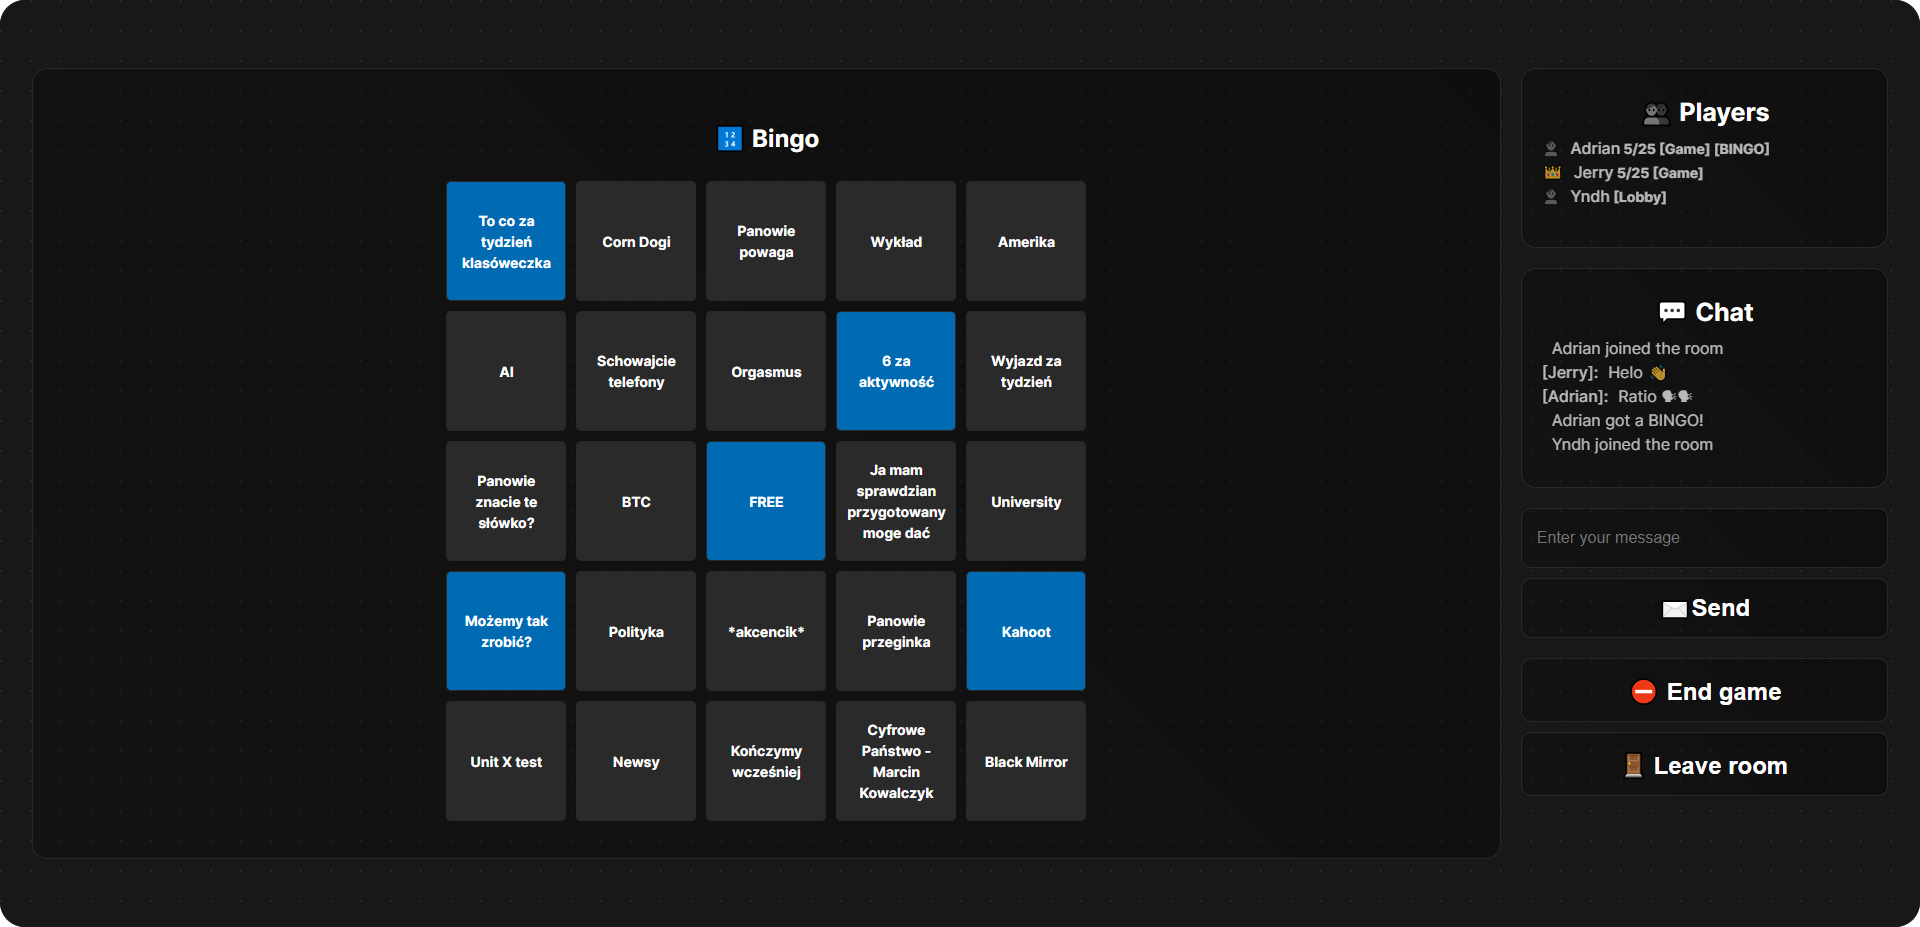 🔢 Bingo
To co za
tydzień
klasóweczka
Corn Dogi
Panowie
powaga
Wykład
Amerika
AI
Schowajcie
telefony
Orgasmus
6 za
aktywność
Wyjazd za
tydzień
Panowie
znacie te
słówko?
BTC
FREE
Ja mam
sprawdzian
przygotowany
moge dać
University
Możemy tak
zrobić?
Polityka
*akcencik*
Panowie
przeginka
Kahoot
Unit X test
Newsy
Kończymy
wcześniej
Cyfrowe
Państwo -
Marcin
Kowalczyk
Black Mirror
👥 Players
Adrian 5/25 [Game] [BINGO]
Jerry 5/25 [Game]
Yndh [Lobby]
💬 Chat
Adrian joined the room
[Jerry]: Helo 👋
[Adrian]: Ratio 🗣️🗣️
Adrian got a BINGO!
Yndh joined the room
Enter your message
✉️Send
⛔ End game
🚪 Leave room